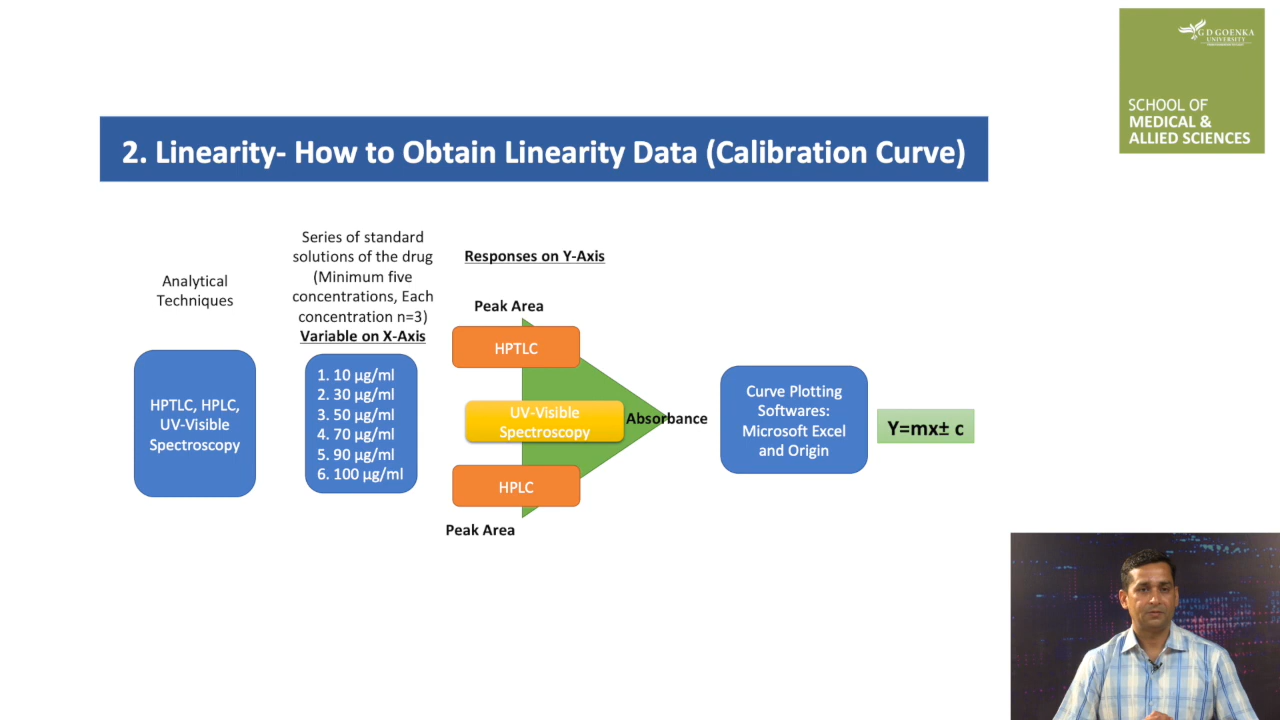 G D GOENKA
UNIVERSITY
SCHOOL OF
MEDICAL &
ALLIED SCIENCES
2. Linearity- How to Obtain Linearity Data (Calibration Curve)
Analytical
Techniques
HPTLC, HPLC,
UV-Visible
Spectroscopy
Series of standard
solutions of the drug
(Minimum five
concentrations, Each
concentration n=3)
Variable on X-Axis
1. 10 µg/ml
2. 30 µg/ml
3. 50 µg/ml
4. 70 µg/ml
5. 90 µg/ml
6. 100 µg/ml
Responses on Y-Axis
Peak Area
HPTLC
UV-Visible
Spectroscopy
Absorbance
HPLC
Peak Area
Curve Plotting
Softwares:
Microsoft Excel
and Origin
Y=mx± c